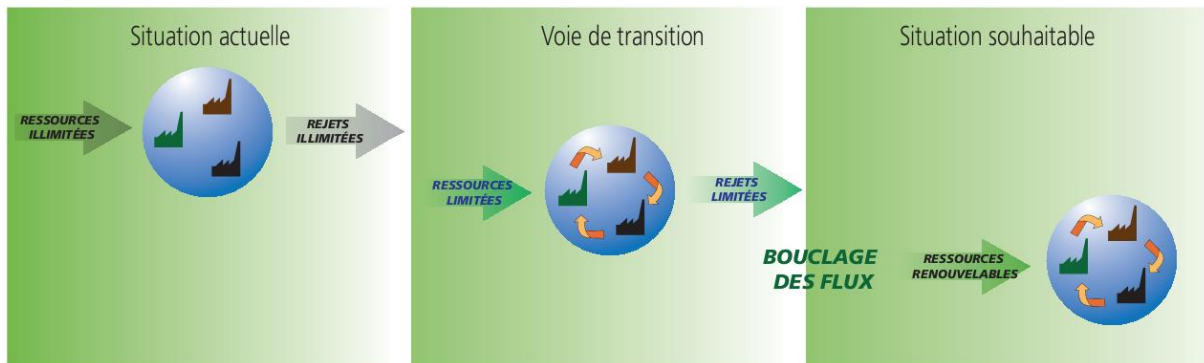 Situation actuelle
RESSOURCES
ILLIMITÉES
REJETS
ILLIMITÉES
Voie de transition
RESSOURCES
LIMITÉES
REJETS
LIMITÉES
Situation souhaitable
BOUCLAGE
DES FLUX
RESSOURCES
RENOUVELABLES